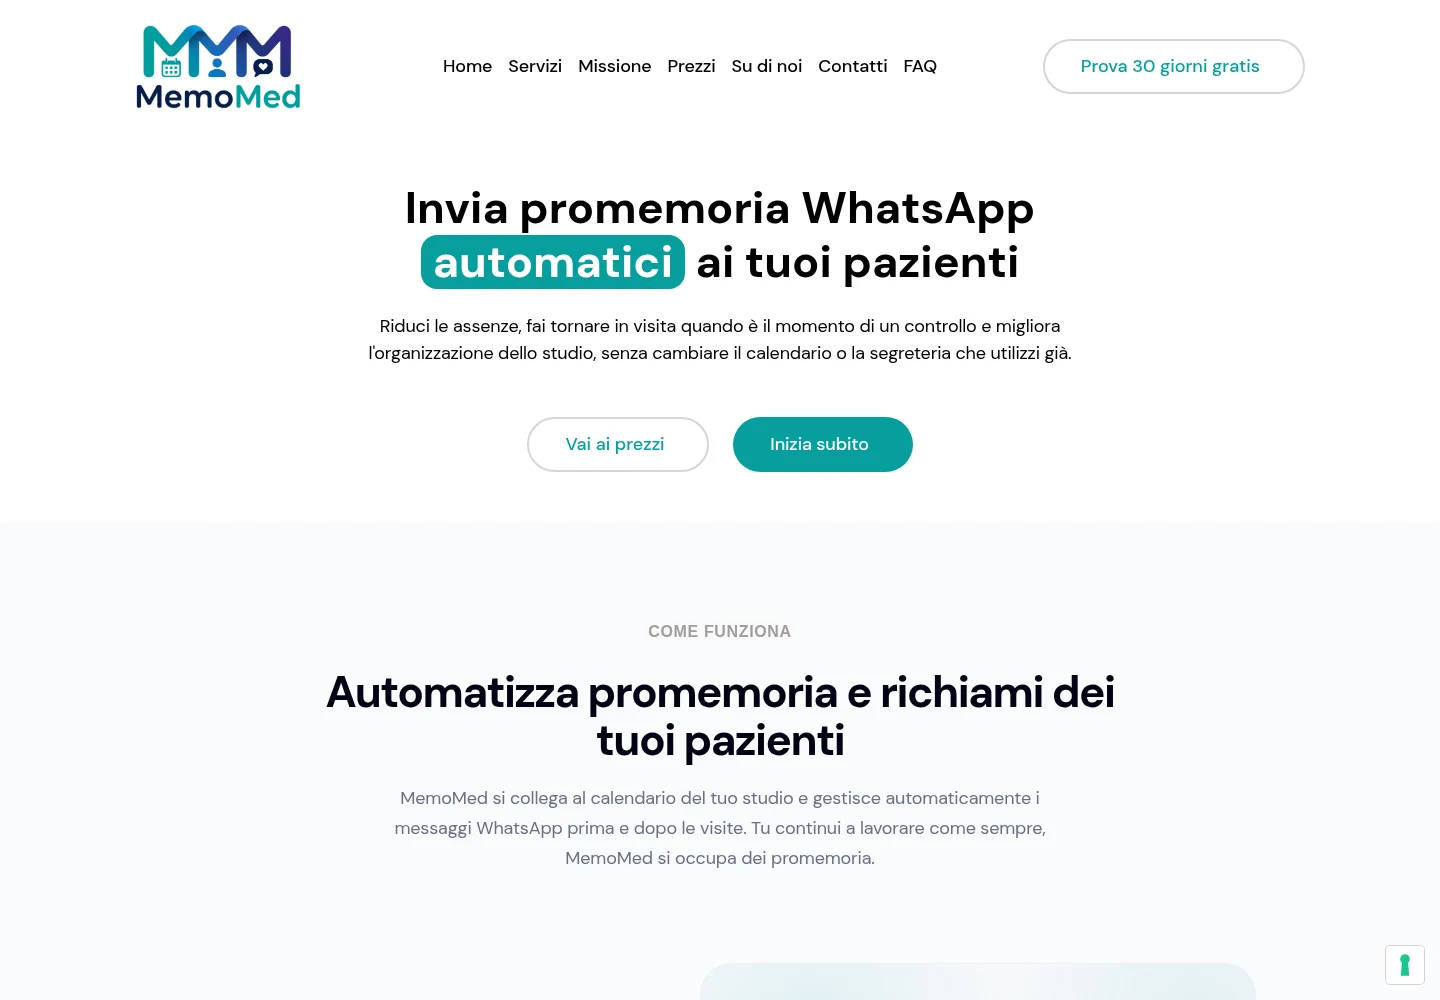 MemoMed
Home
Servizi
Missione
Prezzi
Su di noi
Contatti
FAQ
Prova 30 giorni gratis
Invia promemoria WhatsApp
automatici ai tuoi pazienti
Riduci le assenze, fai tornare in visita quando è il momento di un controllo e migliora
l'organizzazione dello studio, senza cambiare il calendario o la segreteria che utilizzi già.
Vai ai prezzi
Inizia subito
COME FUNZIONA
Automatizza promemoria e richiami dei
tuoi pazienti
MemoMed si collega al calendario del tuo studio e gestisce automaticamente i
messaggi WhatsApp prima e dopo le visite. Tu continui a lavorare come sempre,
MemoMed si occupa dei promemoria.